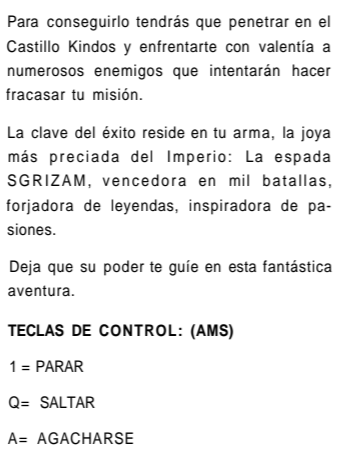 Para conseguirlo tendrás que penetrar en el
Castillo Kindos y enfrentarte con valentía a
numerosos enemigos que intentarán hacer
fracasar tu misión.
La clave del éxito reside en tu arma, la joya
más preciada del Imperio: La espada
SGRIZAM, vencedora en mil batallas,
forjadora de leyendas, inspiradora de pa-
siones.
Deja que su poder te guíe en esta fantástica
aventura.
TECLAS DE CONTROL: (AMS)
1 = PARAR
Q= SALTAR
A= AGACHARSE